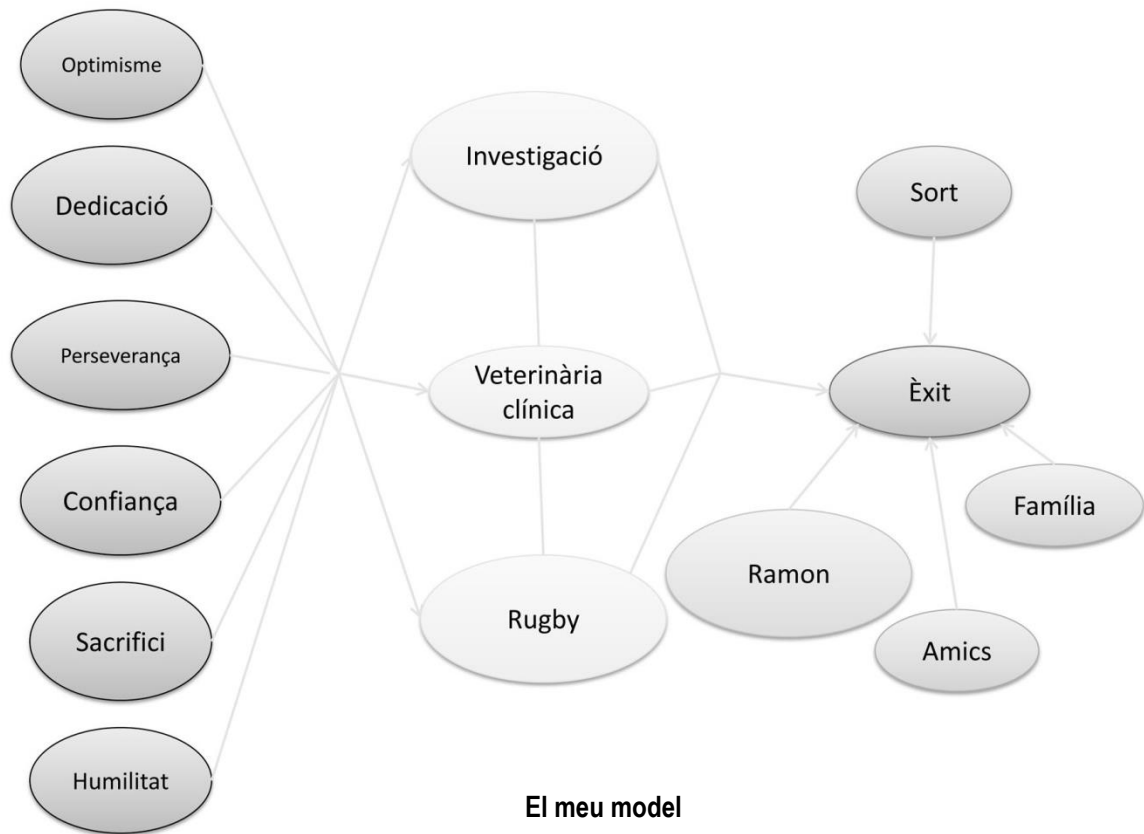 Optimisme
Dedicació
Perseverança
Confiança
Sacrifici
Humilitat
Investigació
Veterinària
clínica
Rugby
Sort
Èxit
Família
Ramon
Amics
El meu model